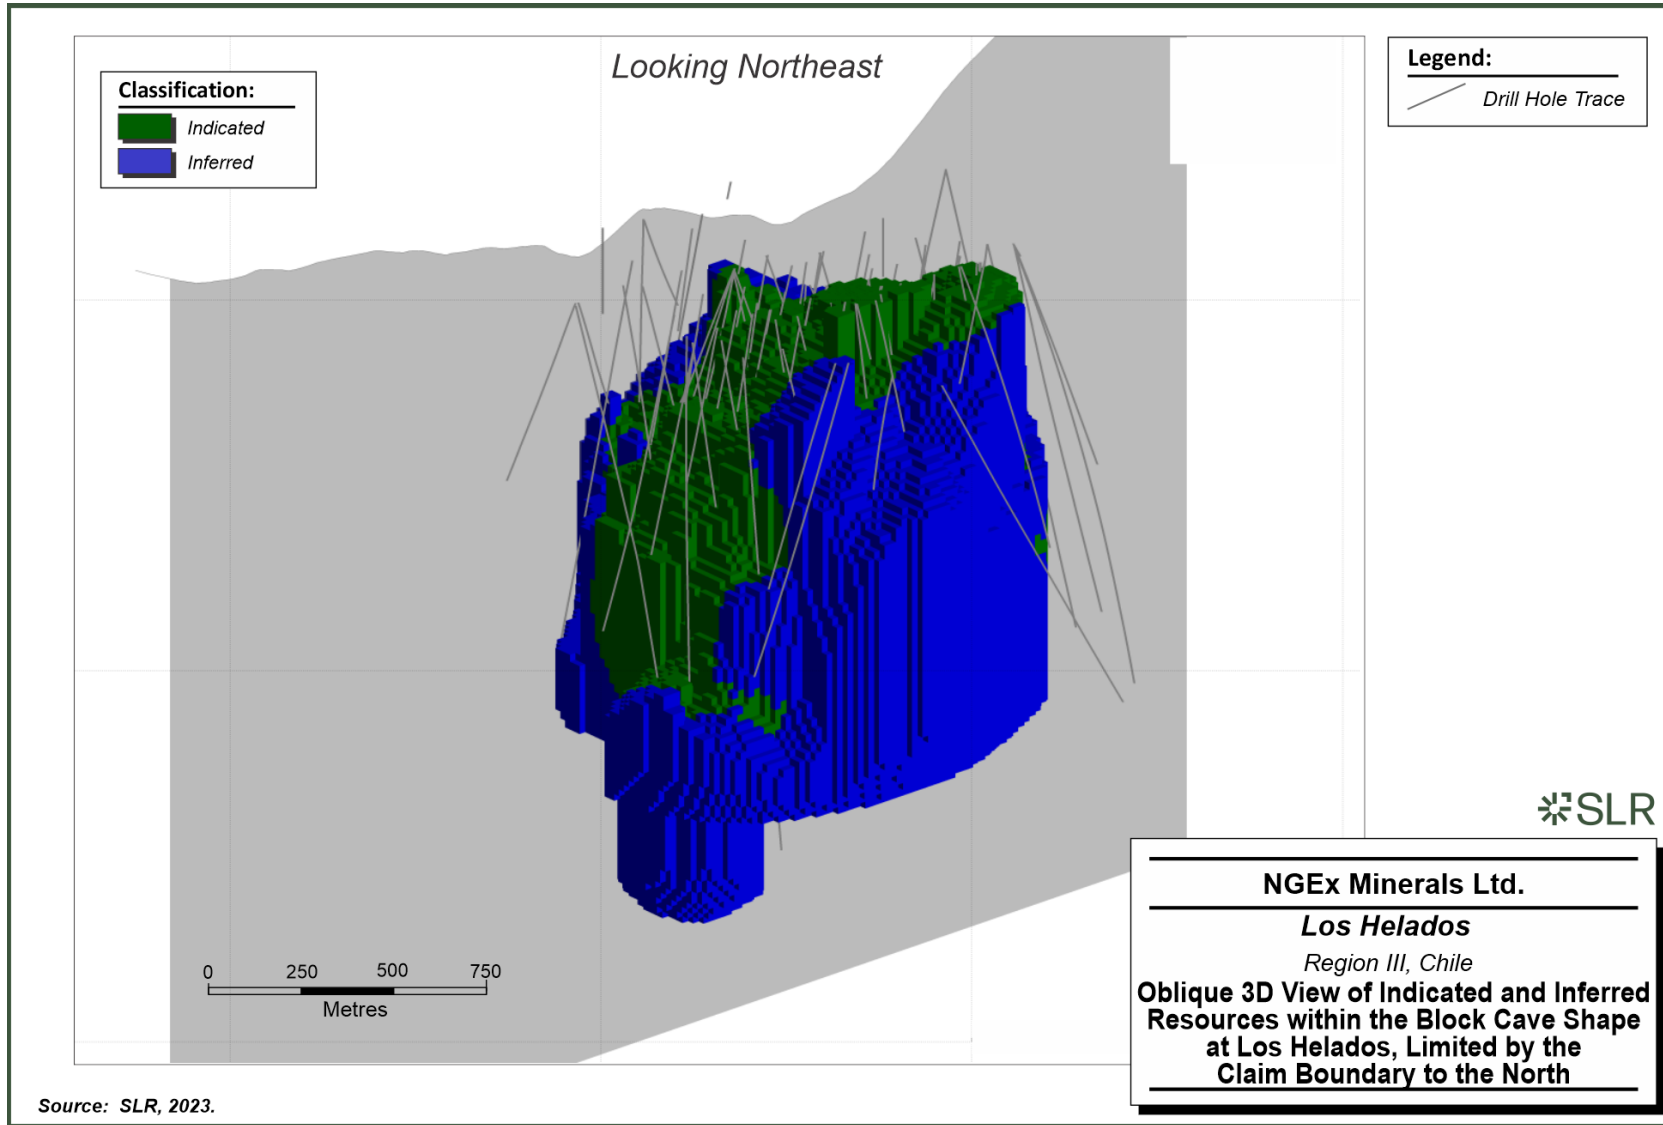 Looking Northeast
Classification:
Indicated
Inferred
Legend:
Drill Hole Trace
0 250 500 750
Metres
SLR
NGEx Minerals Ltd.
Los Helados
Region III, Chile
Oblique 3D View of Indicated and Inferred
Resources within the Block Cave Shape
at Los Helados, Limited by the
Claim Boundary to the North
Source: SLR, 2023.